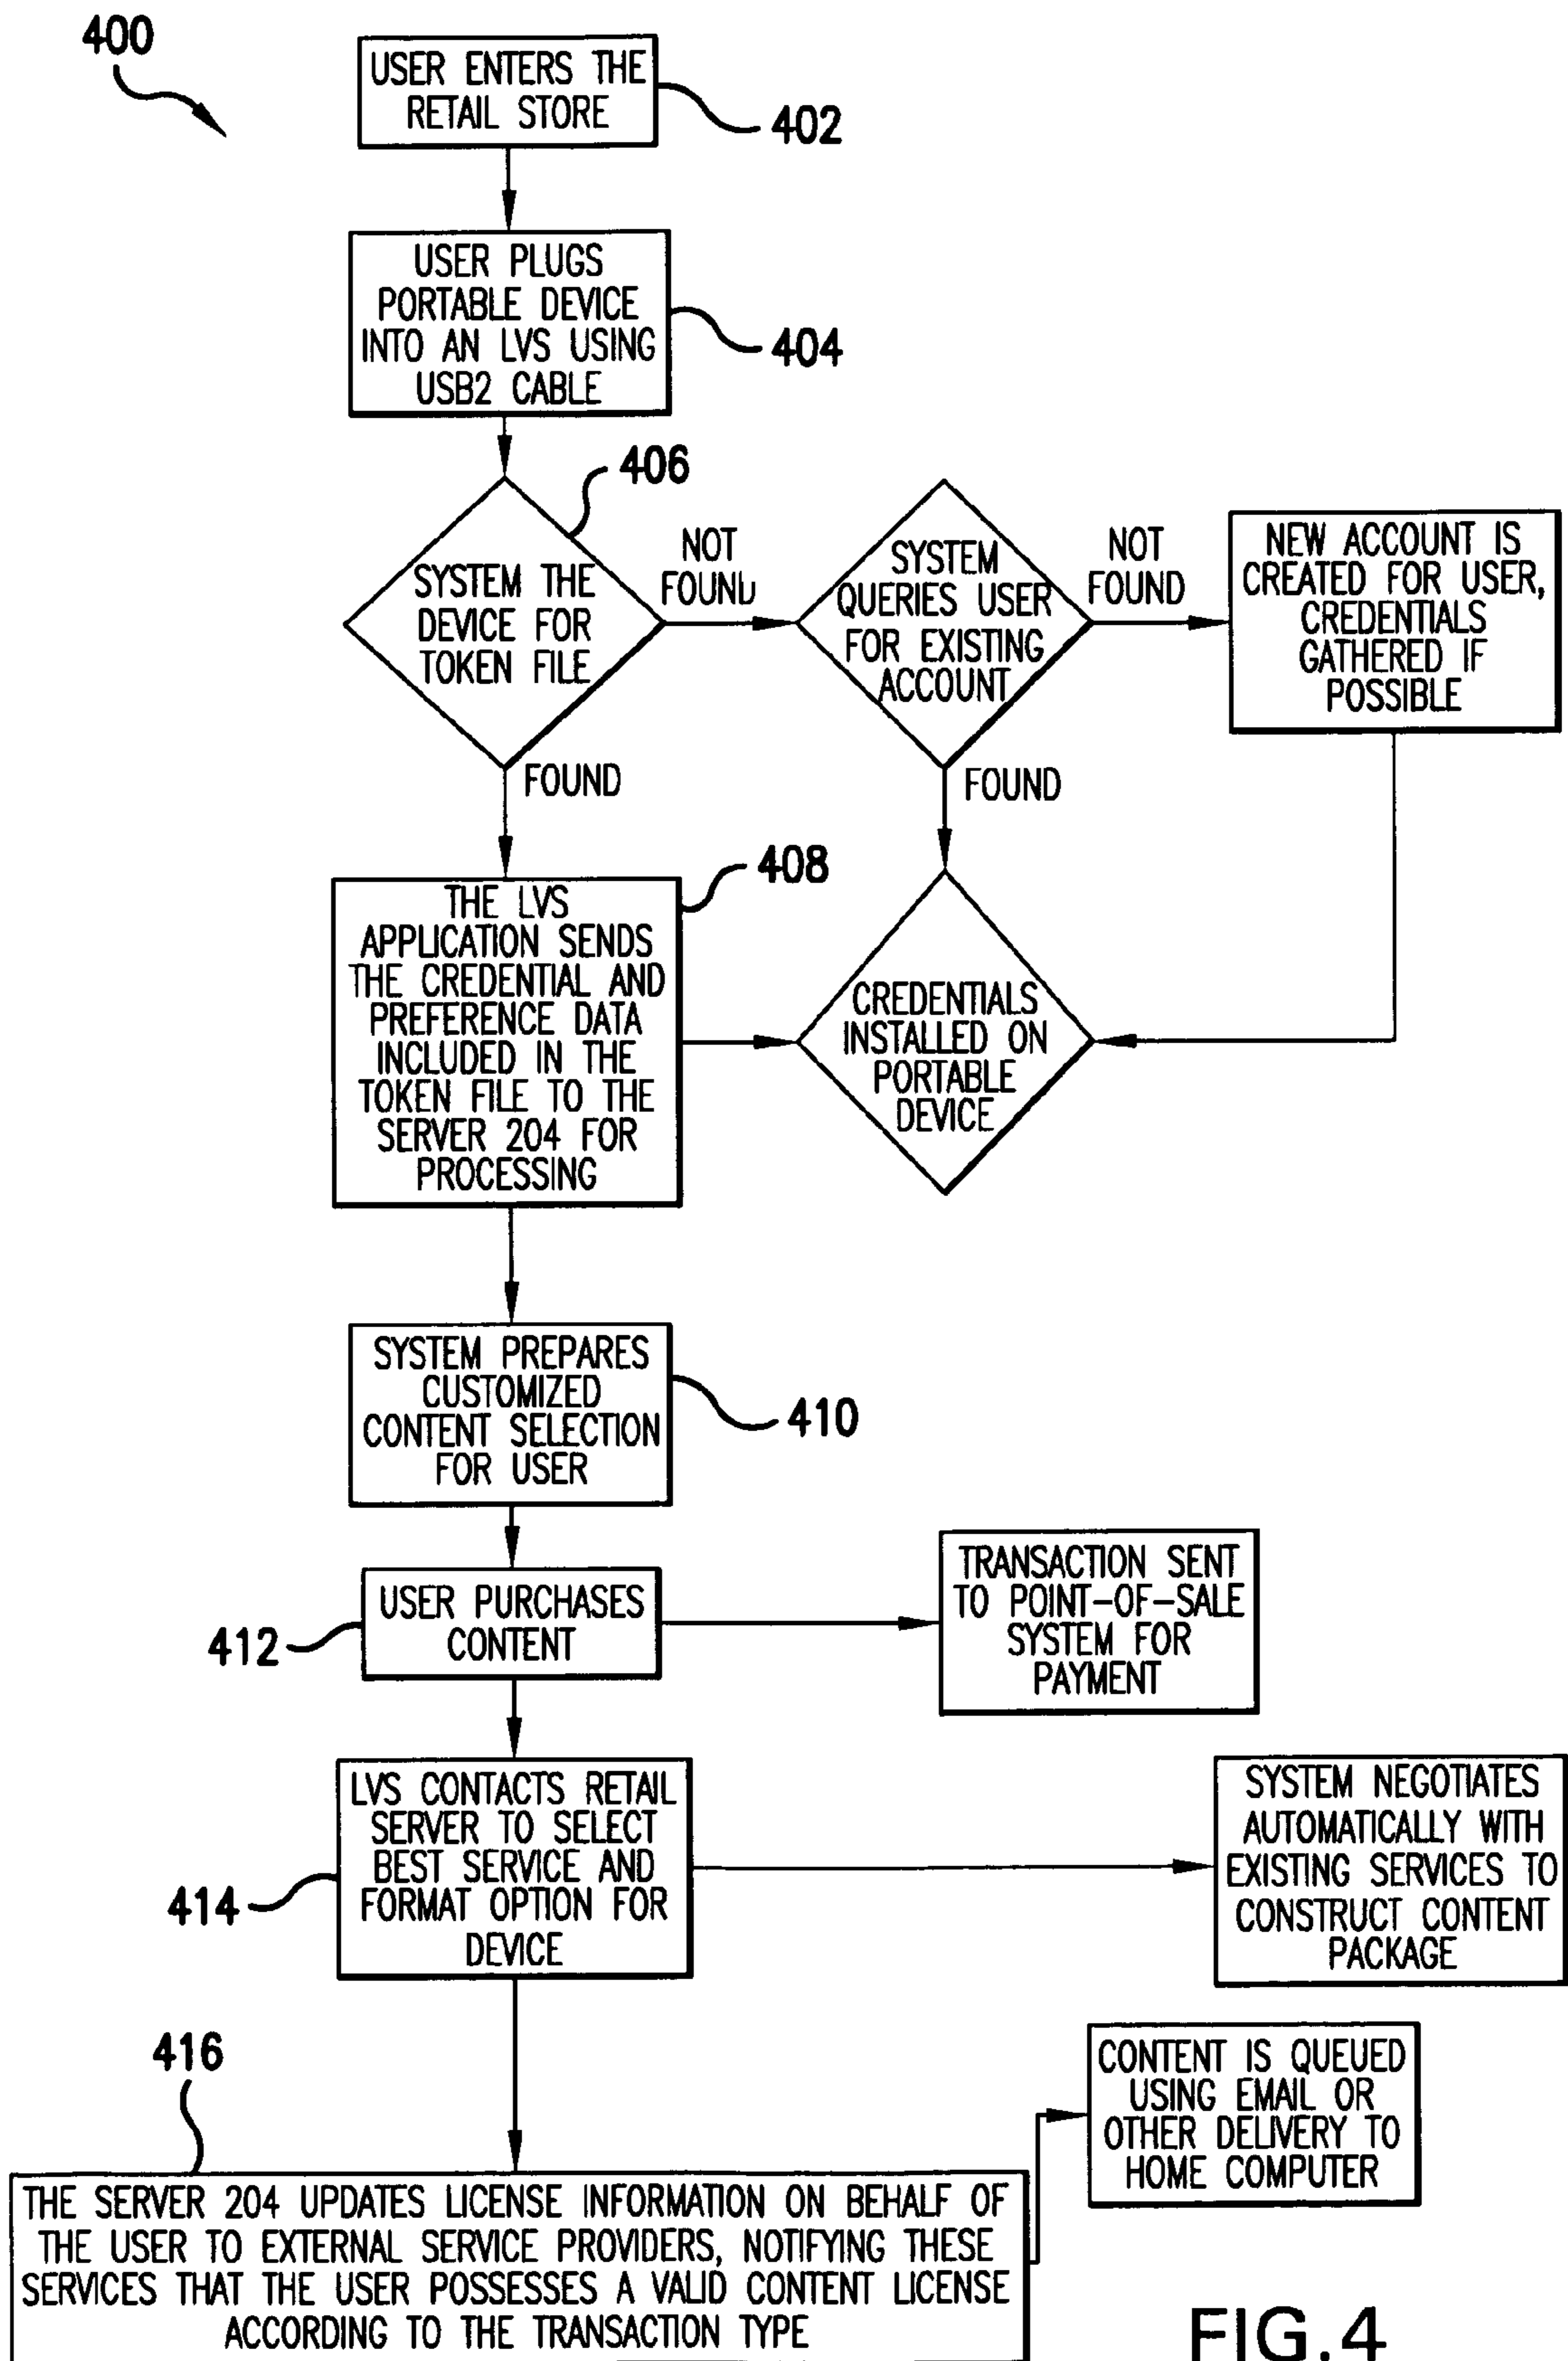 400
USER ENTERS THE
RETAIL STORE
402
USER PLUGS
PORTABLE DEVICE
INTO AN LVS USING
USB2 CABLE
404
406
SYSTEM THE
DEVICE FOR
TOKEN FILE
NOT
FOUND
SYSTEM
QUERIES USER
FOR EXISTING
ACCOUNT
NOT
FOUND
NEW ACCOUNT IS
CREATED FOR USER,
CREDENTIALS
GATHERED IF
POSSIBLE
FOUND
FOUND
408
THE LVS
APPLICATION SENDS
THE CREDENTIAL AND
PREFERENCE DATA
INCLUDED IN THE
TOKEN FILE TO THE
SERVER 204 FOR
PROCESSING
CREDENTIALS
INSTALLED ON
PORTABLE
DEVICE
SYSTEM PREPARES
CUSTOMIZED
CONTENT SELECTION
FOR USER
410
USER PURCHASES
CONTENT
412
TRANSACTION SENT
TO POINT-OF-SALE
SYSTEM FOR
PAYMENT
LVS CONTACTS RETAIL
SERVER TO SELECT
BEST SERVICE AND
FORMAT OPTION FOR
DEVICE
414
SYSTEM NEGOTIATES
AUTOMATICALLY WITH
EXISTING SERVICES TO
CONSTRUCT CONTENT
PACKAGE
416
CONTENT IS QUEUED
USING EMAIL OR
OTHER DELIVERY TO
HOME COMPUTER
THE SERVER 204 UPDATES LICENSE INFORMATION ON BEHALF OF
THE USER TO EXTERNAL SERVICE PROVIDERS, NOTIFYING THESE
SERVICES THAT THE USER POSSESSES A VALID CONTENT LICENSE
ACCORDING TO THE TRANSACTION TYPE
FIG.4